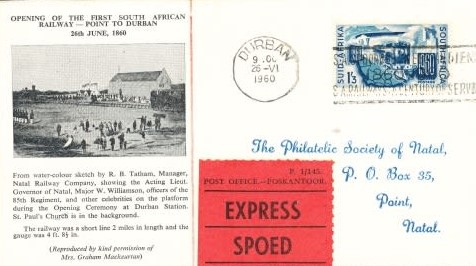 OPENING OF THE FIRST SOUTH AFRICAN
RAILWAY — POINT TO DURBAN
26th JUNE, 1860
From water-colour sketch by R. B. Tatham, Manager,
Natal Railway Company, showing the Acting Lieut.
Governor of Natal, Major W. Williamson, officers of the
85th Regiment, and other celebrities on the platform
during the Opening Ceremony at Durban Station.
St. Paul's Church is in the background.
The railway was a short line 2 miles in length and the
gauge was 4 ft. 8½ in.
(Reproduced by kind permission of
Mrs. Graham Mackeurtan)
DURBAN
9.00
26-VI
1960
SUID-AFRIKA
SOUTH AFRICA
1860
1960
1/3
S.A. RAILWAYS CENTURY OF SERV
The Philatelic Society of Natal,
P. O. Box 35,
Point,
Natal.
P. 1/145.
POST OFFICE—POSKANTOOR.
EXPRESS
SPOED